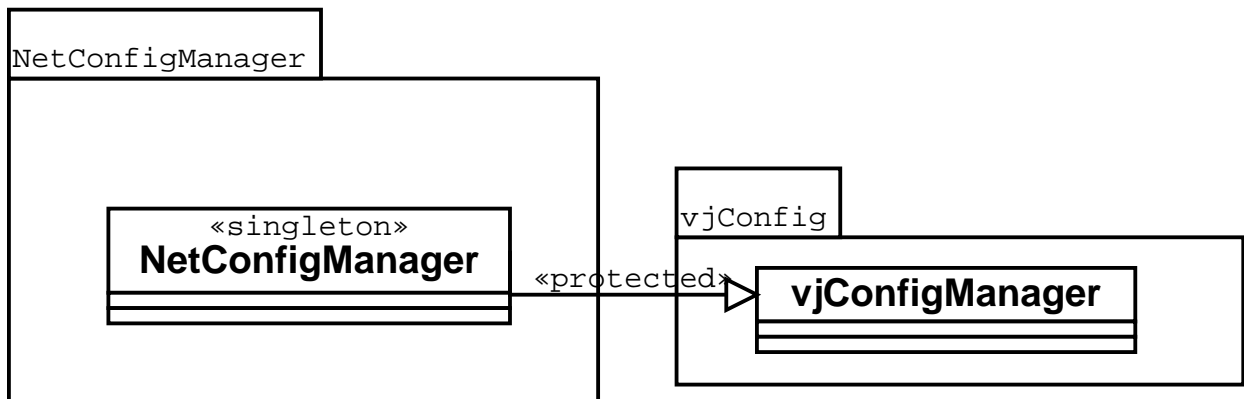 NetConfigManager
«singleton»
NetConfigManager
vjConfig
«protected»
vjConfigManager